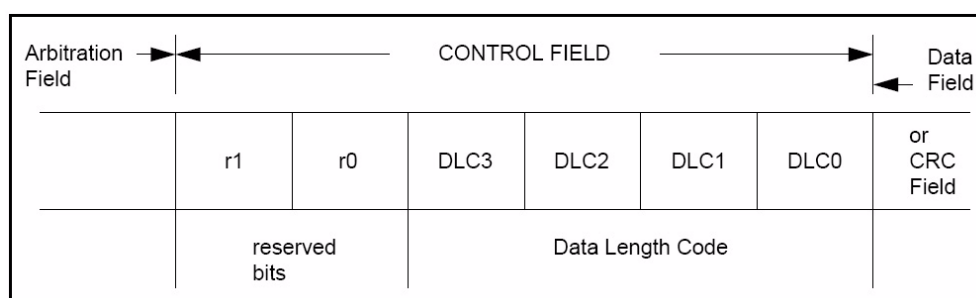 Arbitration
Field
CONTROL FIELD
Data
Field
r1 r0 DLC3 DLC2 DLC1 DLC0
or
CRC
Field
reserved
bits
Data Length Code